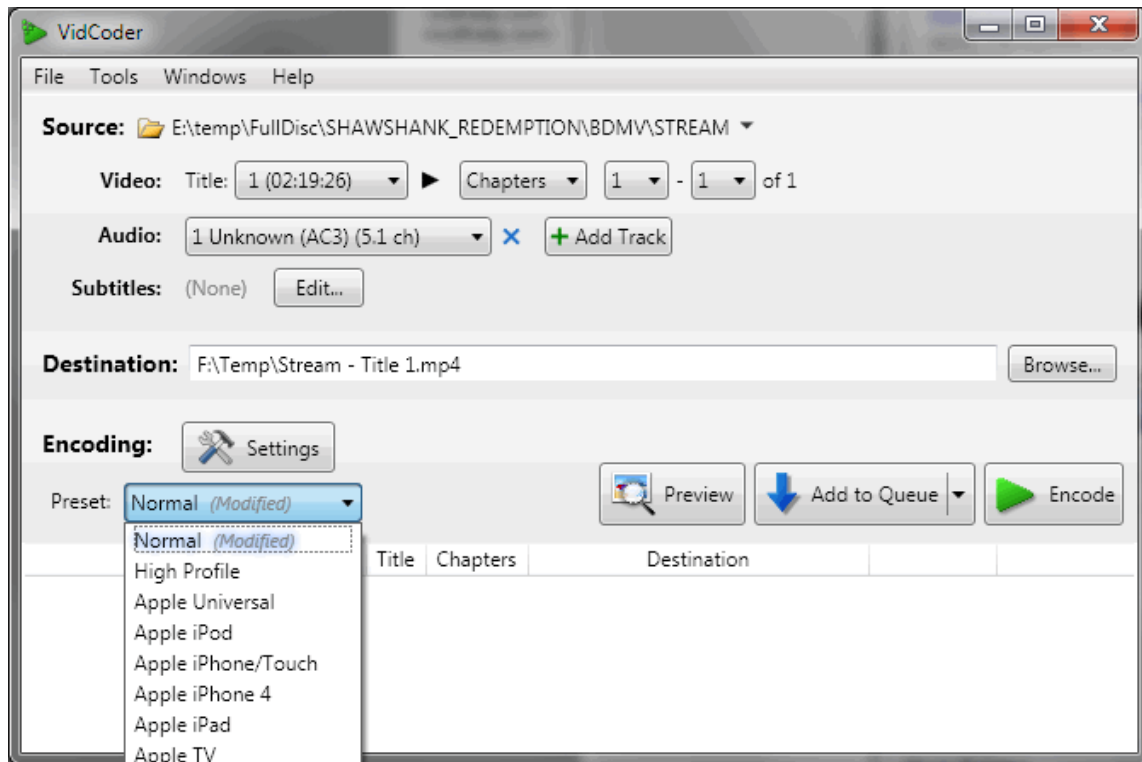 VidCoder
File Tools Windows Help
Source: E:\temp\FullDisc\SHAWSHANK_REDEMPTION\BDMV\STREAM
Video: Title: 1 (02:19:26) Chapters 1 - 1 of 1
Audio: 1 Unknown (AC3) (5.1 ch) Add Track
Subtitles: (None) Edit...
Destination: F:\Temp\Stream - Title 1.mp4 Browse...
Encoding: Settings
Preset: Normal (Modified) Preview Add to Queue Encode
Normal (Modified)
Title Chapters Destination
High Profile
Apple Universal
Apple iPod
Apple iPhone/Touch
Apple iPhone 4
Apple iPad
Apple TV